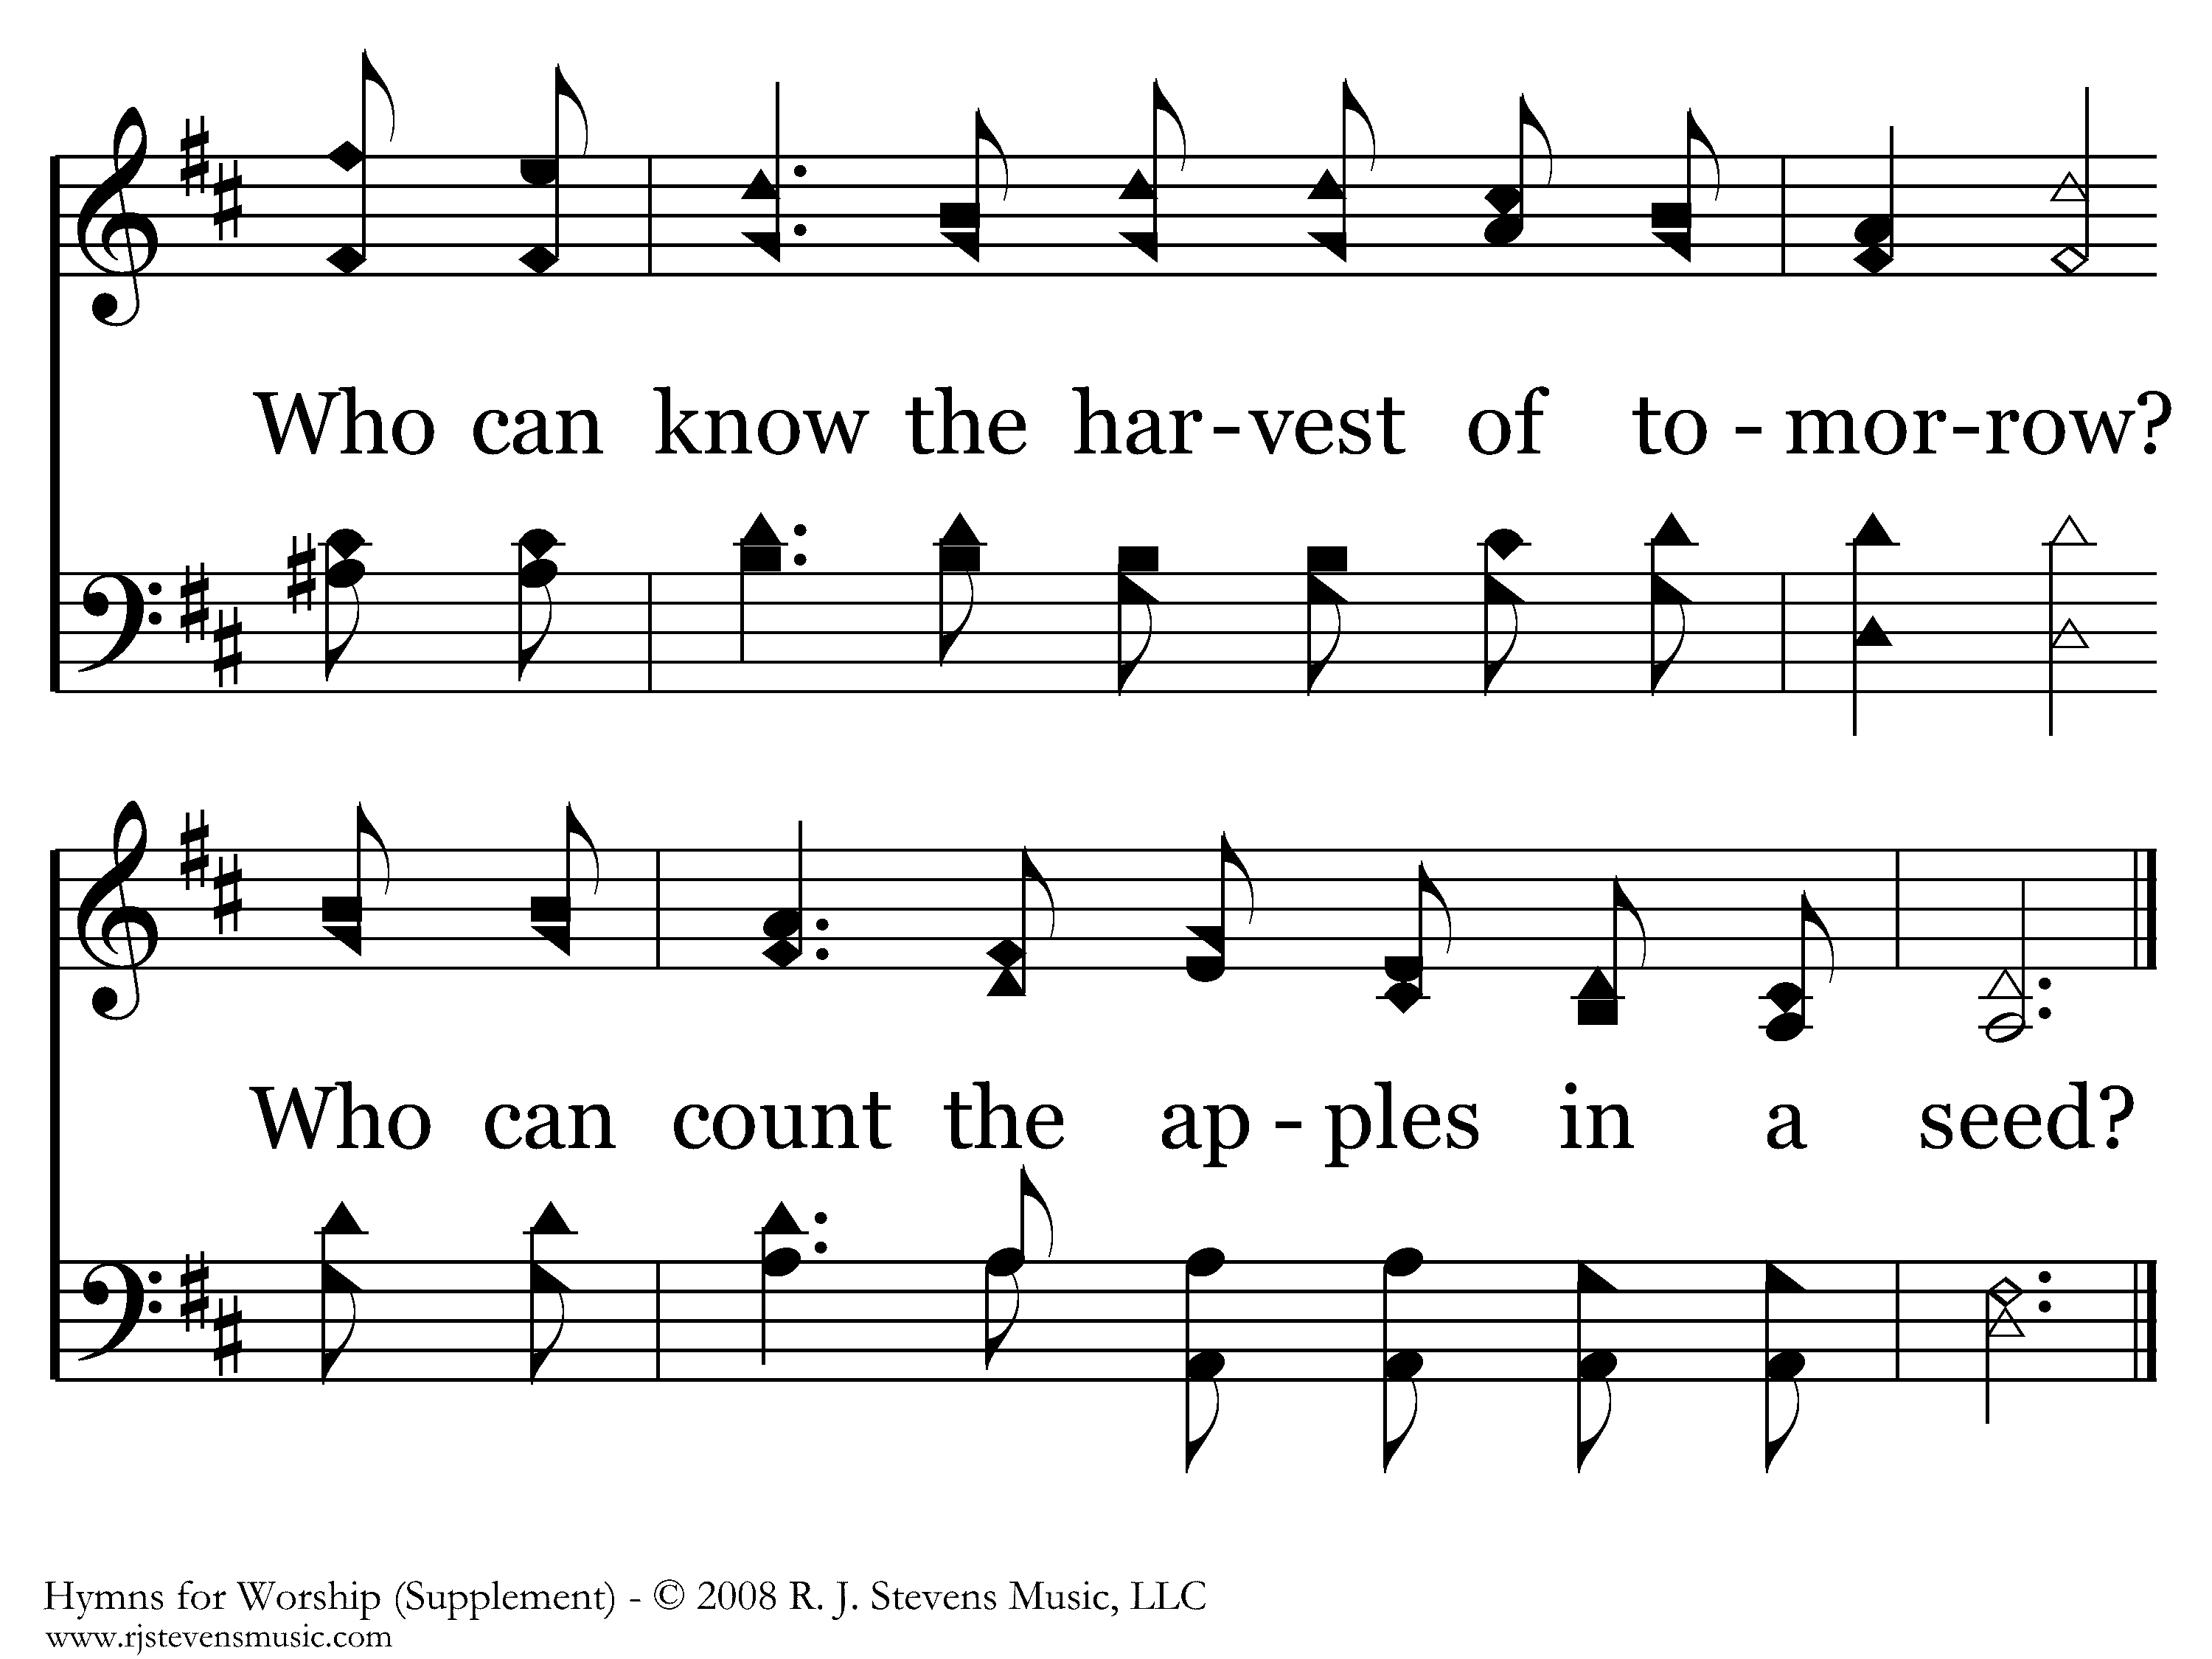 Who can know the har-vest of to - mor-row?
Who can count the ap - ples in a seed?
Hymns for Worship (Supplement) - © 2008 R. J. Stevens Music, LLC
www.rjstevensmusic.com